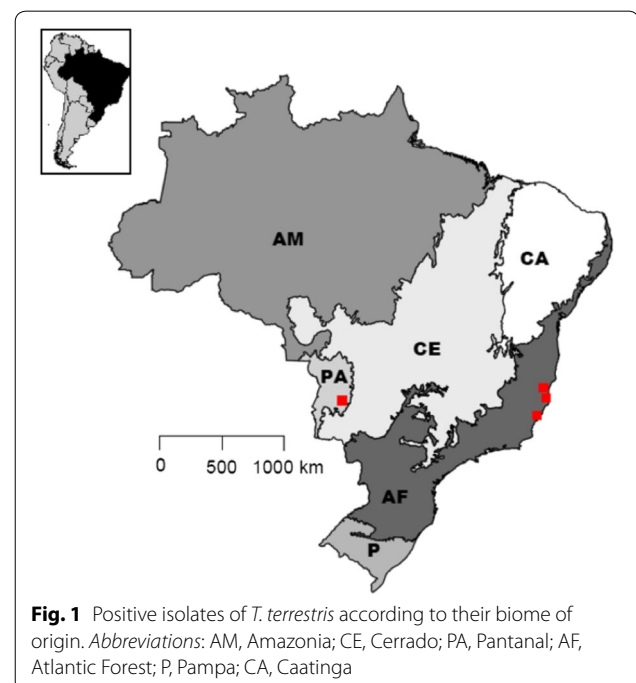 AM
CA
CE
PA
0 500 1000 km
AF
P
Fig. 1 Positive isolates of T. terrestris according to their biome of
origin. Abbreviations: AM, Amazonia; CE, Cerrado; PA, Pantanal; AF,
Atlantic Forest; P, Pampa; CA, Caatinga